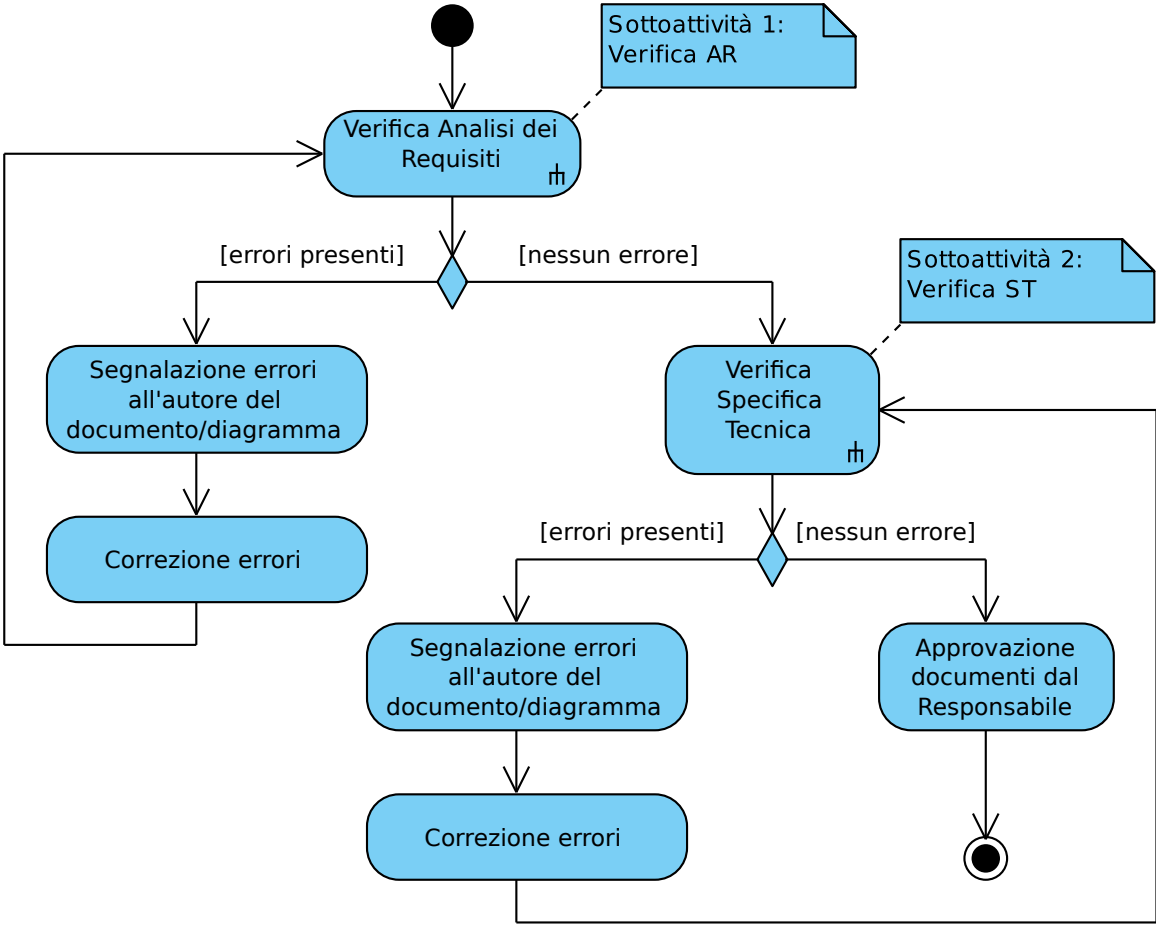 Sottoattività 1:
Verifica AR
Verifica Analisi dei
Requisiti
[errori presenti]
[nessun errore]
Sottoattività 2:
Verifica ST
Segnalazione errori
all'autore del
documento/diagramma
Verifica
Specifica
Tecnica
Correzione errori
[errori presenti]
[nessun errore]
Segnalazione errori
all'autore del
documento/diagramma
Approvazione
documenti dal
Responsabile
Correzione errori